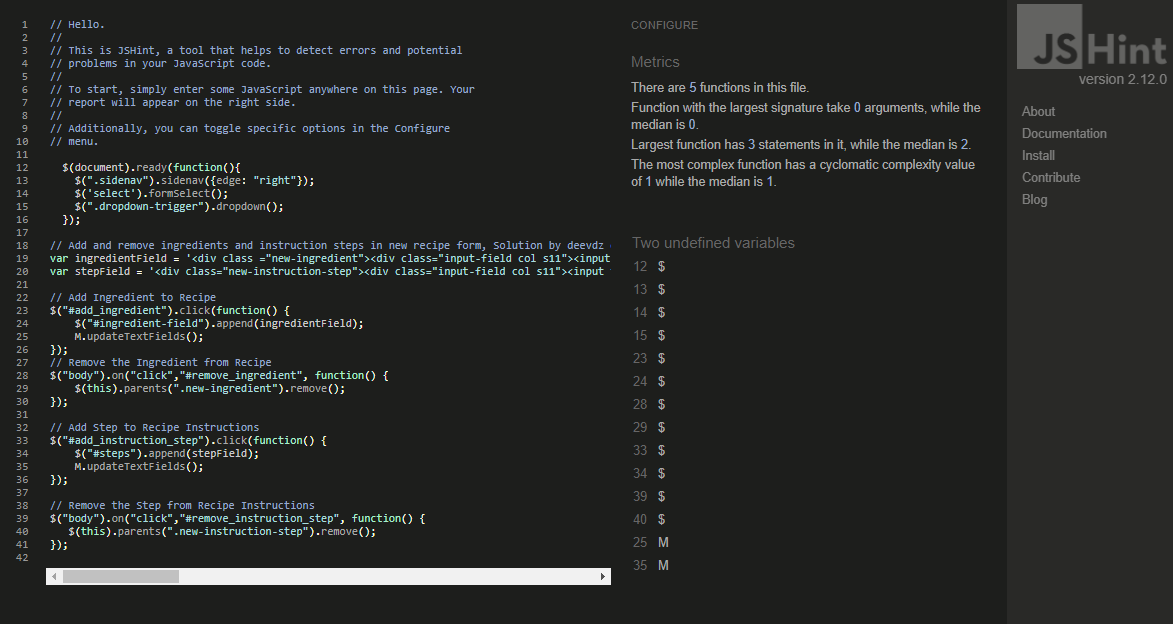 1 // Hello.
2 //
3 // This is JSHint, a tool that helps to detect errors and potential
4 // problems in your JavaScript code.
5 //
6 // To start, simply enter some JavaScript anywhere on this page. Your
7 // report will appear on the right side.
8 //
9 // Additionally, you can toggle specific options in the Configure
10 // menu.
11
12 $(document).ready(function(){
13 $(".sidenav").sidenav({edge: "right"});
14 $('select').formSelect();
15 $(".dropdown-trigger").dropdown();
16 });
17
18 // Add and remove ingredients and instruction steps in new recipe form, Solution by deevdz
19 var ingredientField = '<div class ="new-ingredient"><div class="input-field col s11"><input
20 var stepField = '<div class="new-instruction-step"><div class="input-field col s11"><input
21
22 // Add Ingredient to Recipe
23 $("#add_ingredient").click(function() {
24 $("#ingredient-field").append(ingredientField);
25 M.updateTextFields();
26 });
27 // Remove the Ingredient from Recipe
28 $("body").on("click","#remove_ingredient", function() {
29 $(this).parents(".new-ingredient").remove();
30 });
31
32 // Add Step to Recipe Instructions
33 $("#add_instruction_step").click(function() {
34 $("#steps").append(stepField);
35 M.updateTextFields();
36 });
37
38 // Remove the Step from Recipe Instructions
39 $("body").on("click","#remove_instruction_step", function() {
40 $(this).parents(".new-instruction-step").remove();
41 });
42
CONFIGURE
Metrics
There are 5 functions in this file.
Function with the largest signature take 0 arguments, while the
median is 0.
Largest function has 3 statements in it, while the median is 2.
The most complex function has a cyclomatic complexity value
of 1 while the median is 1.
Two undefined variables
12 $
13 $
14 $
15 $
23 $
24 $
28 $
29 $
33 $
34 $
39 $
40 $
25 M
35 M
JSHint
version 2.12.0
About
Documentation
Install
Contribute
Blog